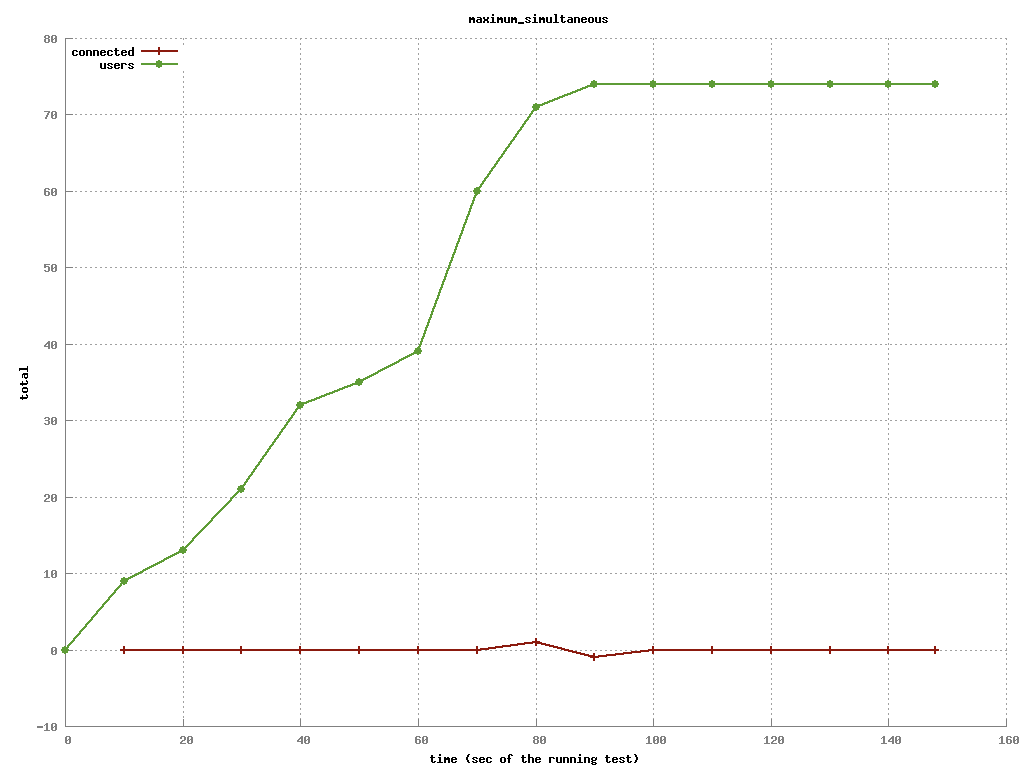 maximum_simultaneous
80
connected
users
70
60
50
40
total
30
20
10
0
-10
0 20 40 60 80 100 120 140 160
time (sec of the running test)